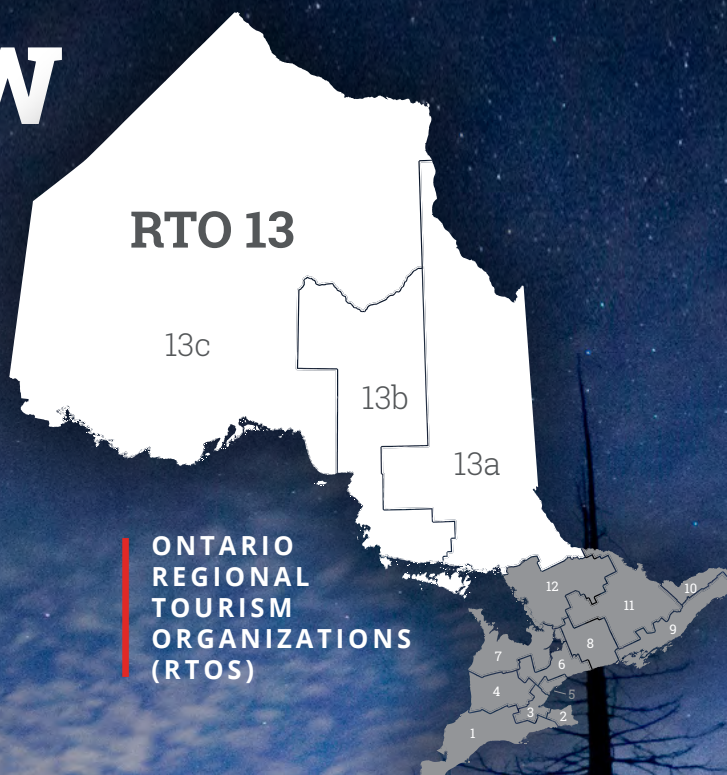 W
RTO 13
13c
13b
13a
ONTARIO
REGIONAL
TOURISM
ORGANIZATIONS
(RTOS)
12
10
11
9
8
7
6
5
4
3
2
1